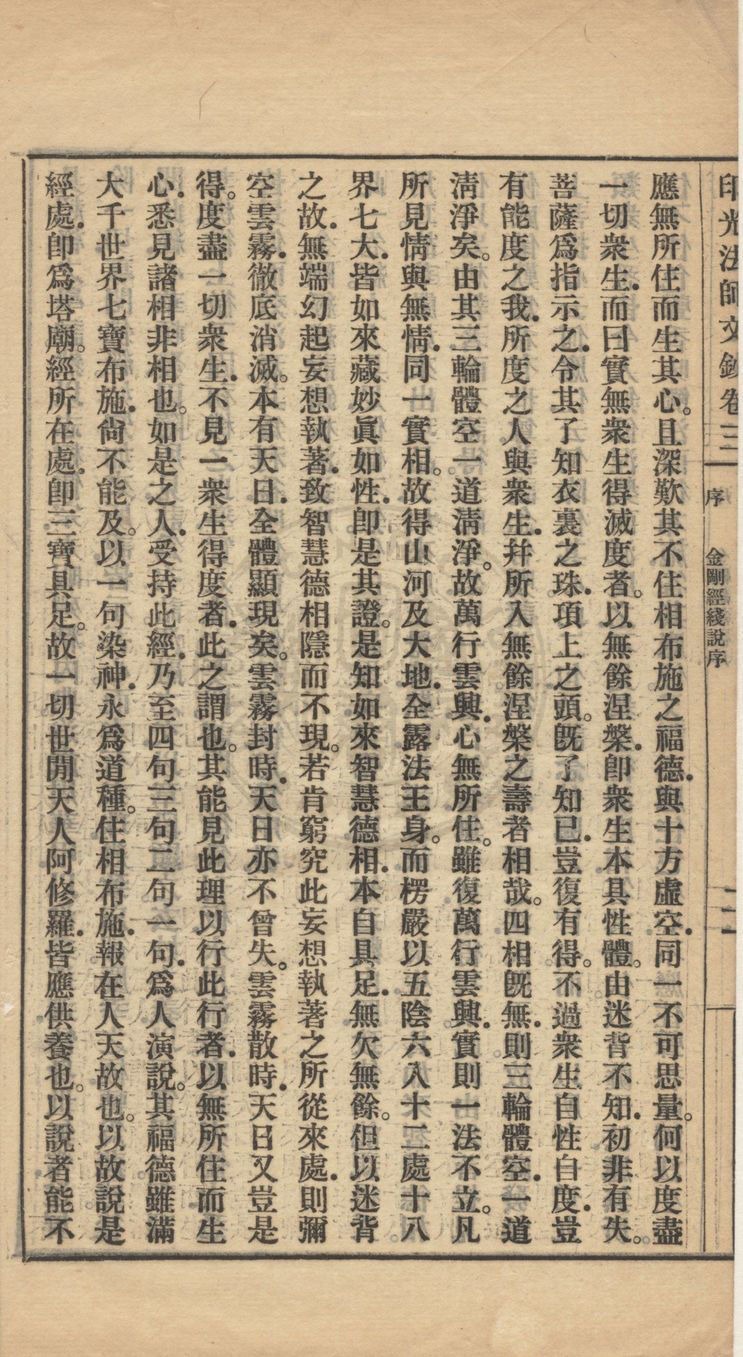 印光法師文鈔卷三 序 金剛經綫說序 二
應無所住而生其心。且深歎其不住相布施之福德。與十方虛空。同一不可思量。何以度盡
一切衆生。而曰實無衆生得滅度者。以無餘涅槃。卽衆生本具性體。由迷背不知。初非有失。
菩薩爲指示之。令其了知衣裏之珠。項上之頭。旣了知已。豈復有得。不過衆生自性自度。豈
有能度之我。所度之人與衆生。幷所入無餘涅槃之壽者相哉。四相旣無。則三輪體空。一道
淸淨矣。由其三輪體空。一道淸淨。故萬行雲興。心無所住。雖復萬行雲興。實則一法不立。凡
所見情與無情。同一實相。故得山河及大地。全露法王身。而楞嚴以五陰六入十二處十八
界七大。皆如來藏妙眞如性。卽是其證。是知如來智慧德相。本自具足。無欠無餘。但以迷背
之故。無端幻起妄想執著。致智慧德相隱而不現。若肯窮究此妄想執著之所從來處。則彌
空雲霧。徹底消滅。本有天日。全體顯現矣。雲霧封時。天日亦不曾失。雲霧散時。天日又豈是
得。度盡一切衆生。不見一衆生得度者。此之謂也。其能見此理以行此行者。以無所住而生
心。悉見諸相非相也。如是之人。受持此經。乃至四句三句二句一句。爲人演說。其福德雖滿
大千世界七寶布施。尙不能及。以一句染神。永爲道種。住相布施。報在人天故也。以故說是
經處。卽爲塔廟。經所在處。卽三寶具足。故一切世閒天人阿修羅。皆應供養也。以說者能不